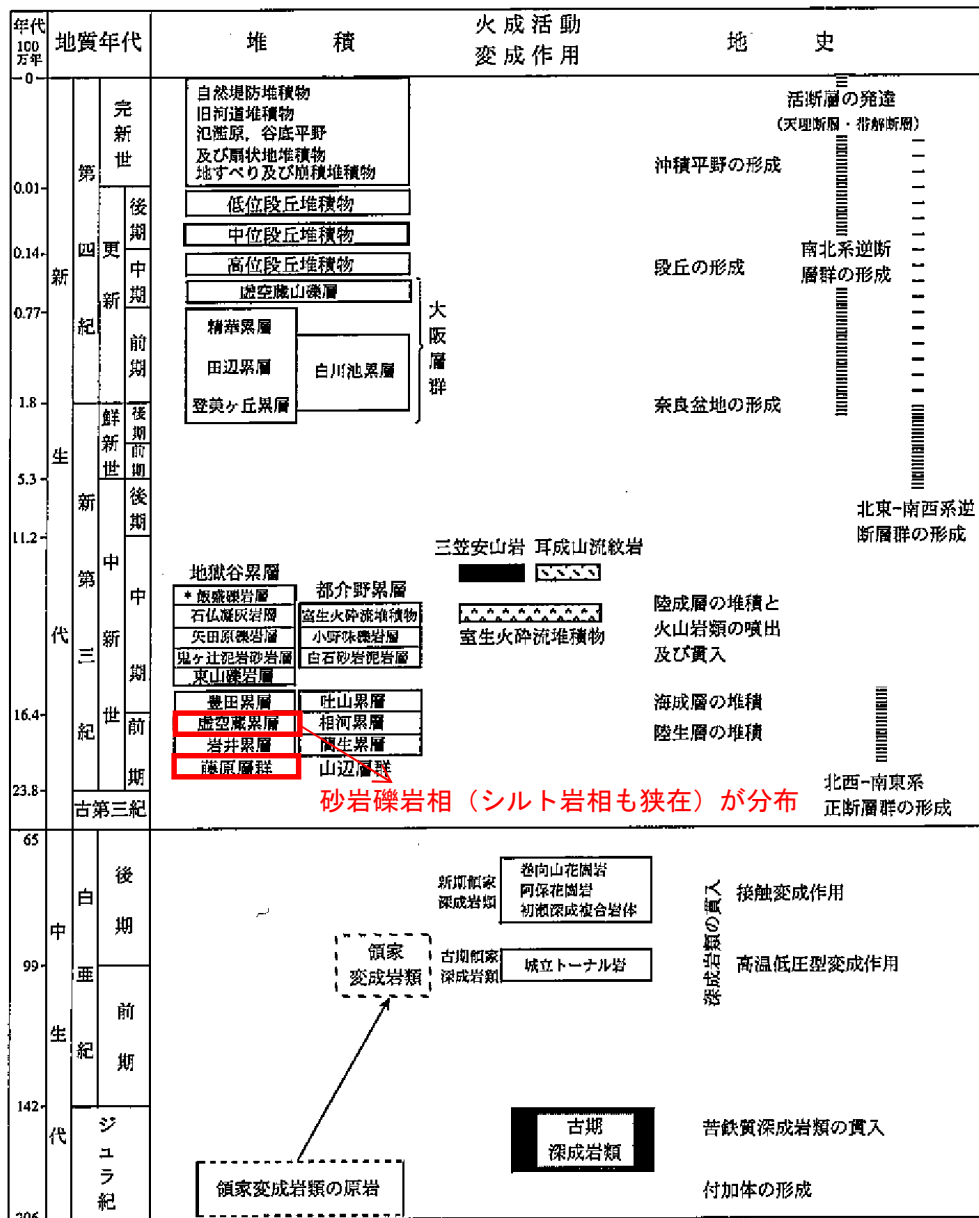 年代
100
万年
地質年代
堆積
火成活動
変成作用
地史
0
0.01
0.14
0.77
1.8
5.3
11.2
16.4
23.8
65
99
142
新生代
第四紀
完新世
更新世
後期
中期
前期
新第三紀
鮮新世
後期
前期
中新世
後期
中期
前期
古第三紀
中生代
白亜紀
後期
前期
ジュラ紀
自然堤防堆積物
旧河道堆積物
氾濫原，谷底平野
及び扇状地堆積物
地すべり及び崩積堆積物
低位段丘堆積物
中位段丘堆積物
高位段丘堆積物
虚空蔵山礫層
精華累層
田辺累層
登美ヶ丘累層
白川池累層
大阪層群
地獄谷累層
*飯盛礫岩層
石仏凝灰岩層
矢田原礫岩層
鬼ヶ辻泥岩砂岩層
東山礫岩層
都介野累層
室生火砕流堆積物
小野味礫岩層
白石砂岩泥岩層
豊田累層
虚空蔵累層
岩井累層
藤原層群
吐山累層
相河累層
藺生累層
山辺層群
砂岩礫岩相（シルト岩相も狭在）が分布
三笠安山岩
耳成山流紋岩
室生火砕流堆積物
活断層の発達
(天理断層・帯解断層)
沖積平野の形成
南北系逆断
層群の形成
段丘の形成
奈良盆地の形成
北東-南西系逆
断層群の形成
陸成層の堆積と
火山岩類の噴出
及び貫入
海成層の堆積
陸生層の堆積
北西-南東系
正断層群の形成
新期領家
深成岩類
巻向山花園岩
阿保花園岩
初瀬深成複合岩体
領家
変成岩類
古期領家
深成岩類
城立トーナル岩
深成岩類の貫入
接触変成作用
高温低圧型変成作用
古期
深成岩類
苦鉄質深成岩類の貫入
領家変成岩類の原岩
付加体の形成